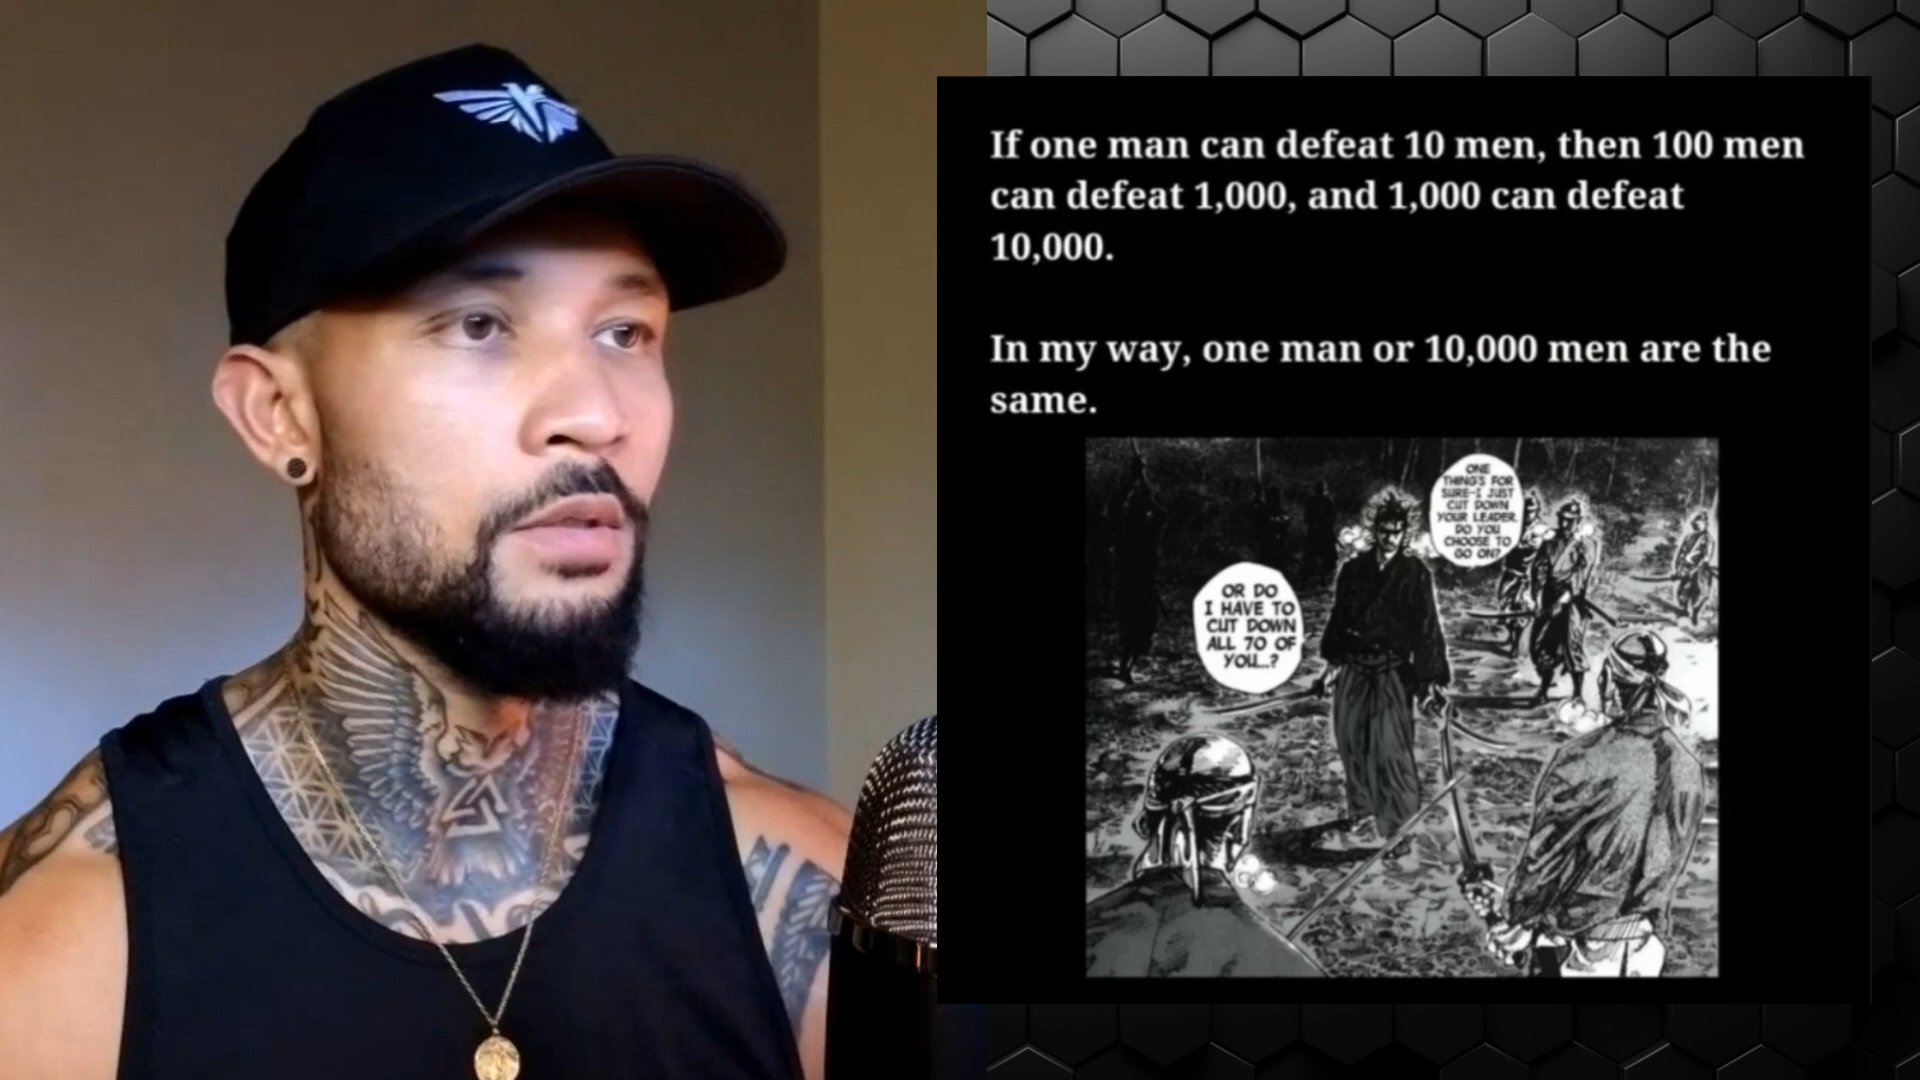 If one man can defeat 10 men, then 100 men
can defeat 1,000, and 1,000 can defeat
10,000.
In my way, one man or 10,000 men are the
same.
ONE
THING'S FOR
SURE-I JUST
CUT DOWN
YOUR LEADER.
DO YOU
CHOOSE TO
GO ON?
OR DO
I HAVE TO
CUT DOWN
ALL 70 OF
YOU...?